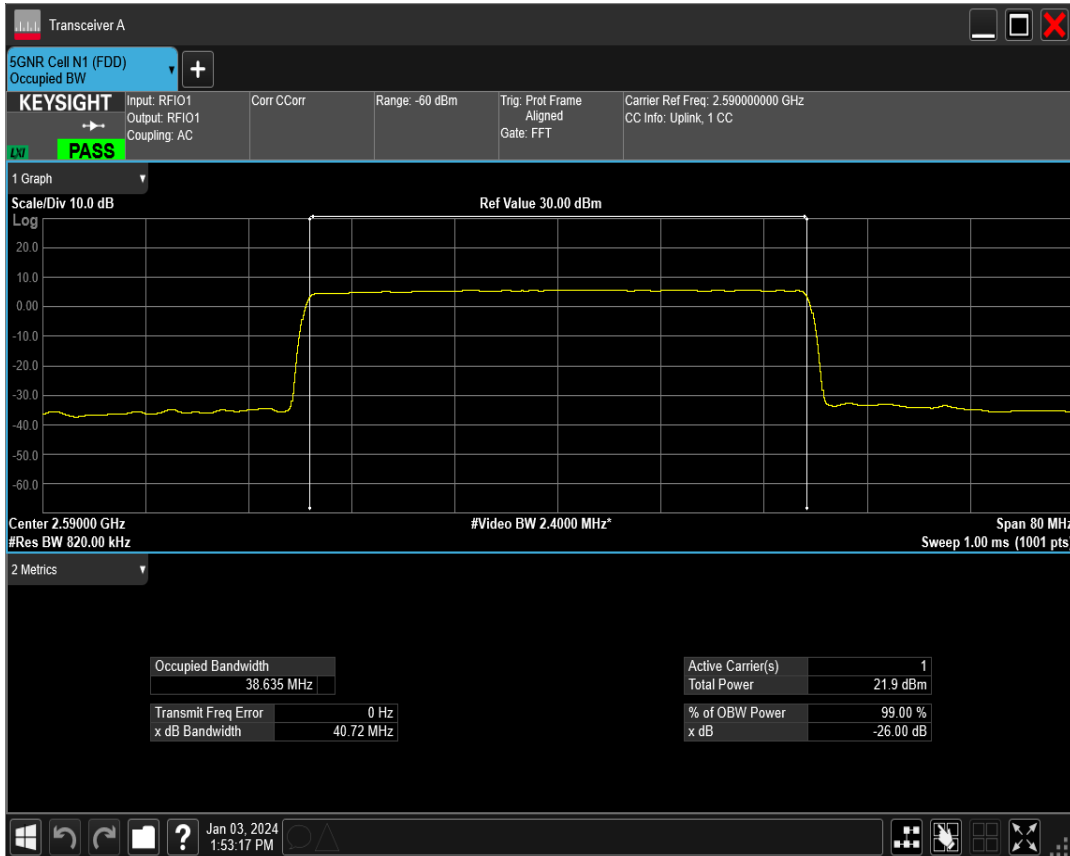 Transceiver A
5GNR Cell N1 (FDD)
Occupied BW
+
KEYSIGHT
LXI
PASS
Input: RFIO1
Output: RFIO1
Coupling: AC
Corr CCorr
Range: -60 dBm
Trig: Prot Frame
Aligned
Gate: FFT
Carrier Ref Freq: 2.590000000 GHz
CC Info: Uplink, 1 CC
1 Graph
Scale/Div 10.0 dB
Ref Value 30.00 dBm
Log
20.0
10.0
0.00
-10.0
-20.0
-30.0
-40.0
-50.0
-60.0
Center 2.59000 GHz
#Video BW 2.4000 MHz*
Span 80 MHz
#Res BW 820.00 kHz
Sweep 1.00 ms (1001 pts)
2 Metrics
Occupied Bandwidth
38.635 MHz
Transmit Freq Error 0 Hz
x dB Bandwidth 40.72 MHz
Active Carrier(s) 1
Total Power 21.9 dBm
% of OBW Power 99.00 %
x dB -26.00 dB
?
Jan 03, 2024
1:53:17 PM